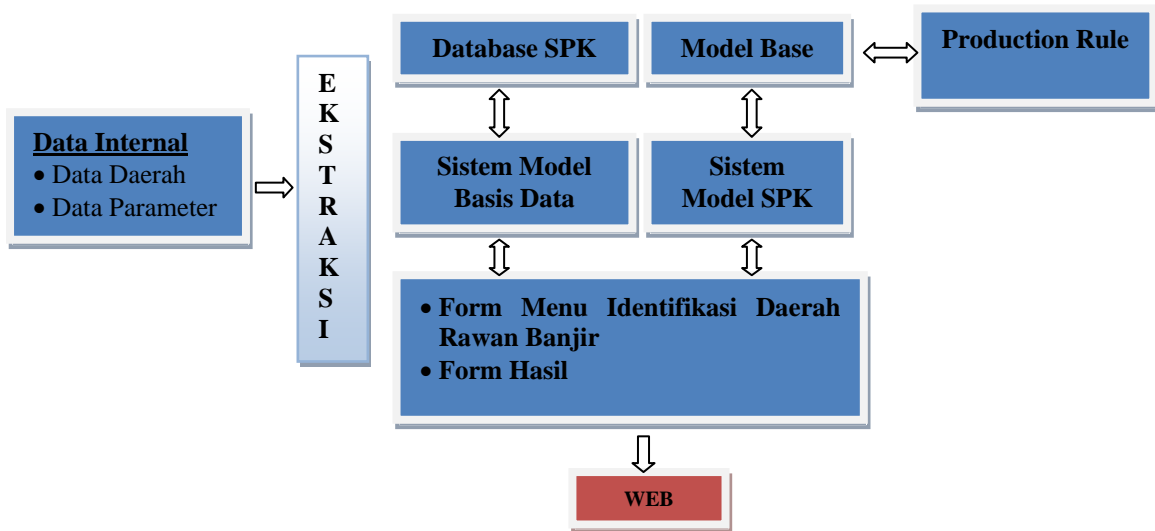 Data Internal
• Data Daerah
• Data Parameter
E
K
S
T
R
A
K
S
I
Database SPK
Model Base
Production Rule
Sistem Model
Basis Data
Sistem
Model SPK
• Form Menu Identifikasi Daerah
Rawan Banjir
• Form Hasil
WEB